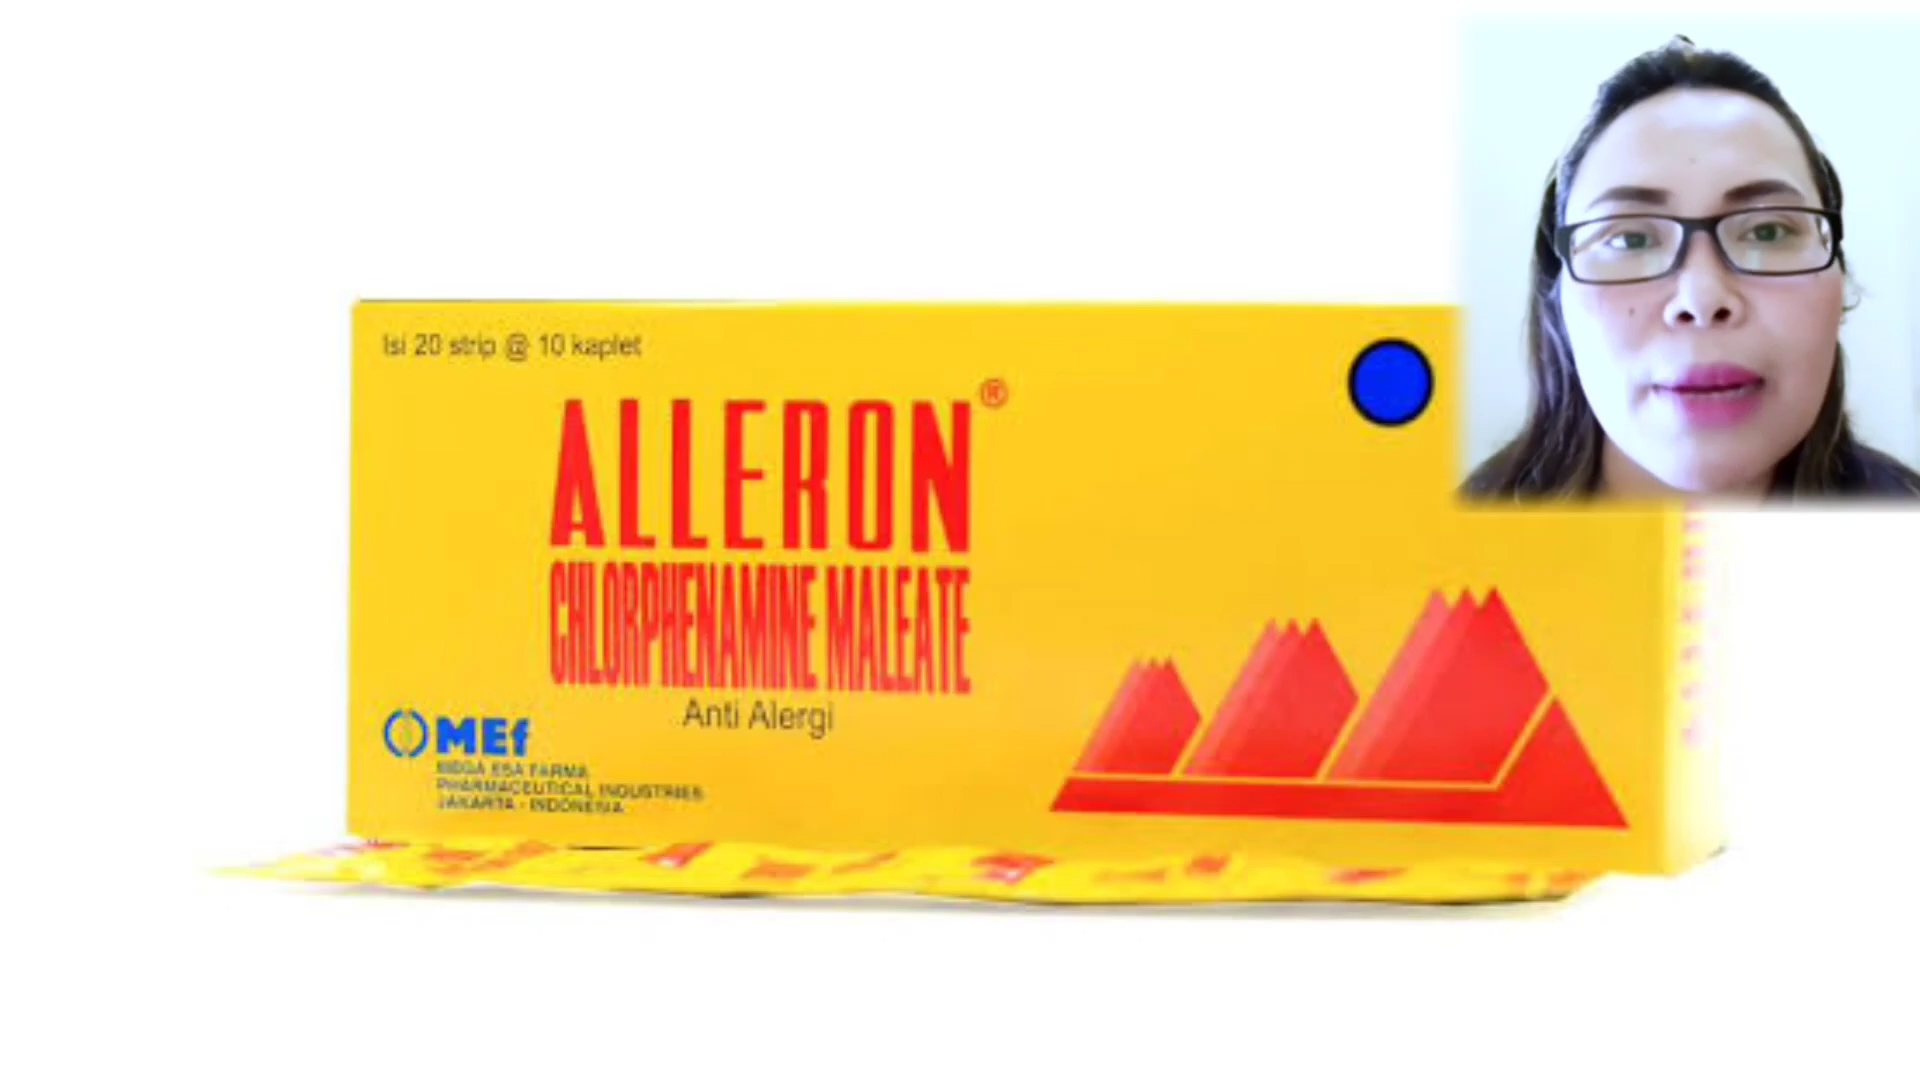 Isi 20 strip @ 10 kaplet
ALLERON®
CHLORPHENAMINE MALEATE
Anti Alergi
MEf
MEGA ESA FARMA
PHARMACEUTICAL INDUSTRIES
JAKARTA - INDONESIA